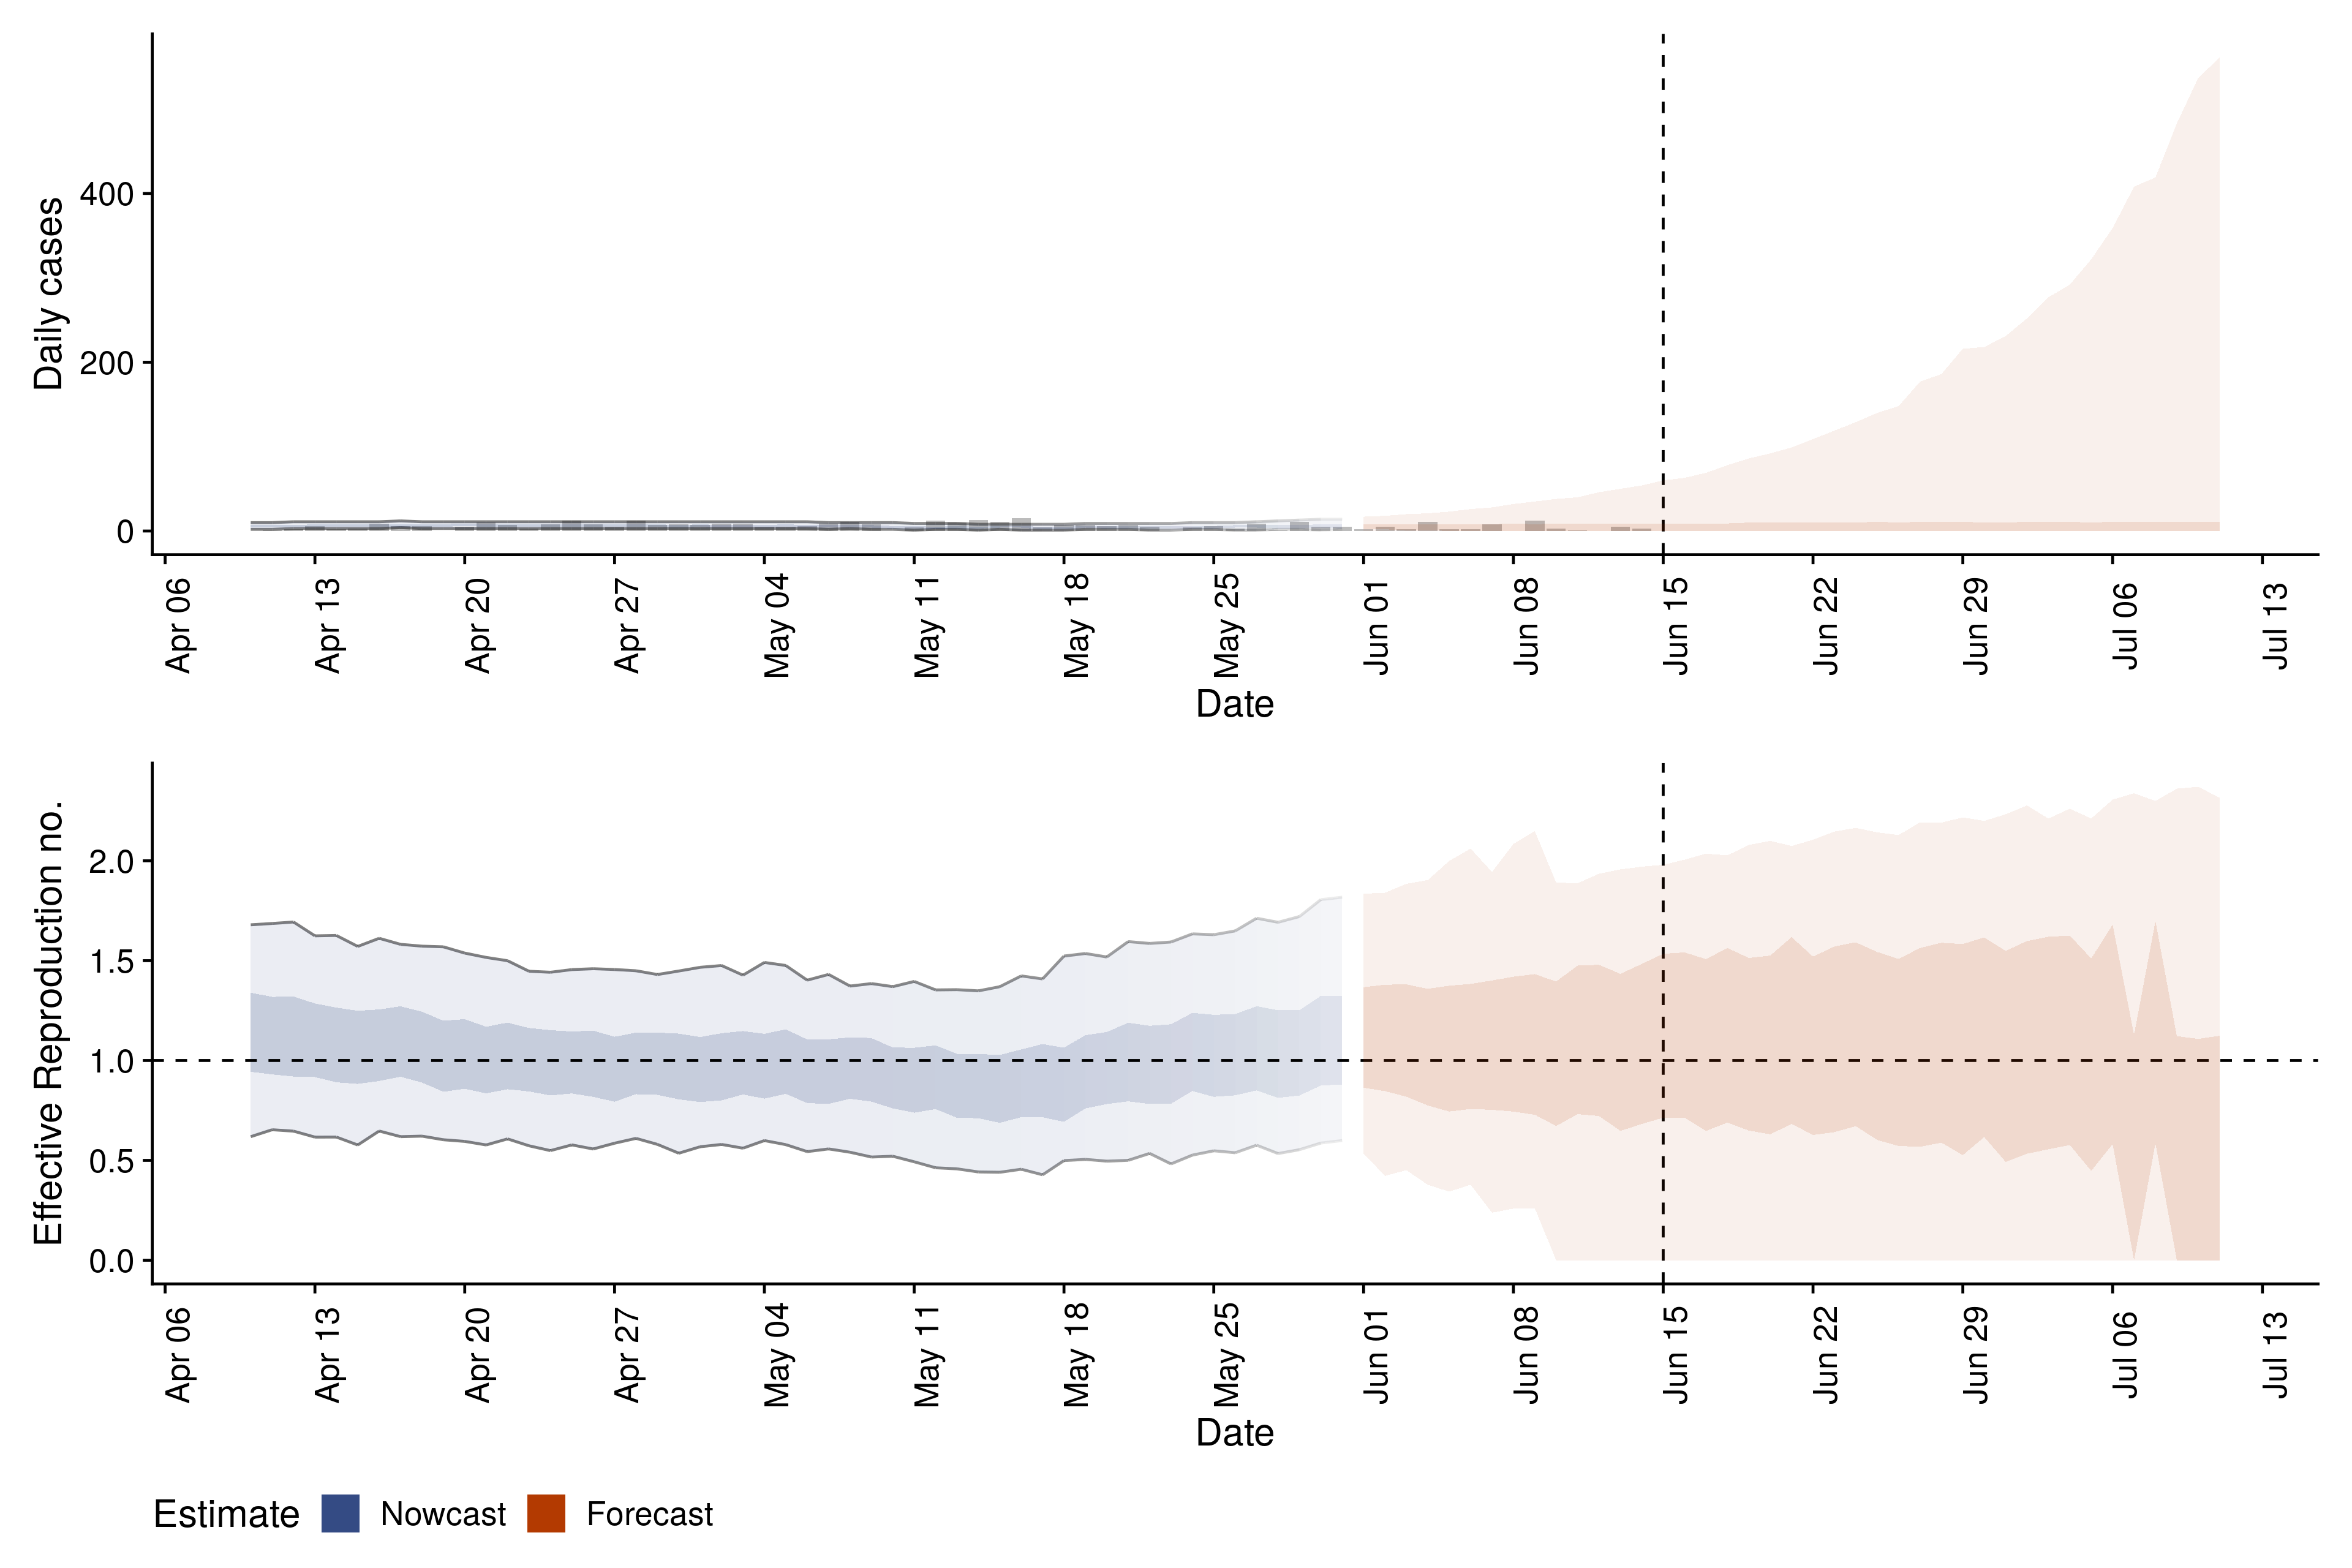 Daily cases
400
200
0
Apr 06 Apr 13 Apr 20 Apr 27 May 04 May 11 May 18 May 25 Jun 01 Jun 08 Jun 15 Jun 22 Jun 29 Jul 06 Jul 13
Date
Effective Reproduction no.
2.0
1.5
1.0
0.5
0.0
Apr 06 Apr 13 Apr 20 Apr 27 May 04 May 11 May 18 May 25 Jun 01 Jun 08 Jun 15 Jun 22 Jun 29 Jul 06 Jul 13
Date
Estimate Nowcast Forecast